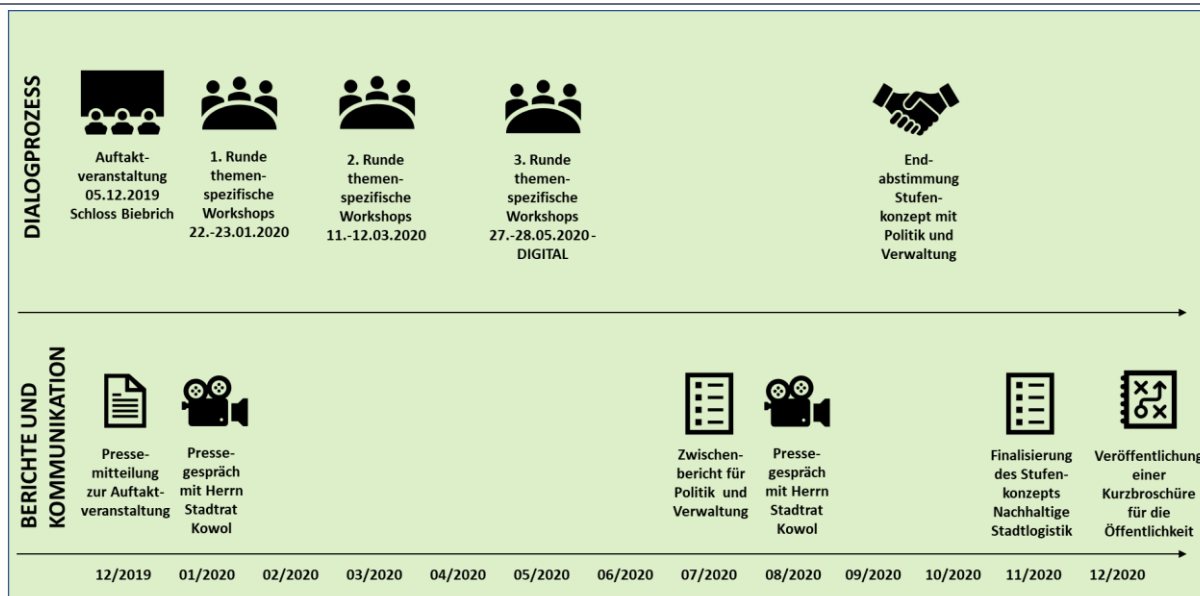 DIALOGPROZESS
Auftakt-
veranstaltung
05.12.2019
Schloss Biebrich
1. Runde
themen-
spezifische
Workshops
22.-23.01.2020
2. Runde
themen-
spezifische
Workshops
11.-12.03.2020
3. Runde
themen-
spezifische
Workshops
27.-28.05.2020-
DIGITAL
End-
abstimmung
Stufen-
konzept mit
Politik und
Verwaltung
BERICHTE UND
KOMMUNIKATION
Presse-
mitteilung
zur Auftakt-
veranstaltung
Presse-
gespräch
mit Herrn
Stadtrat
Kowol
Zwischen-
bericht für
Politik und
Verwaltung
Presse-
gespräch
mit Herrn
Stadtrat
Kowol
Finalisierung
des Stufen-
konzepts
Nachhaltige
Stadtlogistik
Veröffentlichung
einer
Kurzbroschüre
für die
Öffentlichkeit
12/2019 01/2020 02/2020 03/2020 04/2020 05/2020 06/2020 07/2020 08/2020 09/2020 10/2020 11/2020 12/2020